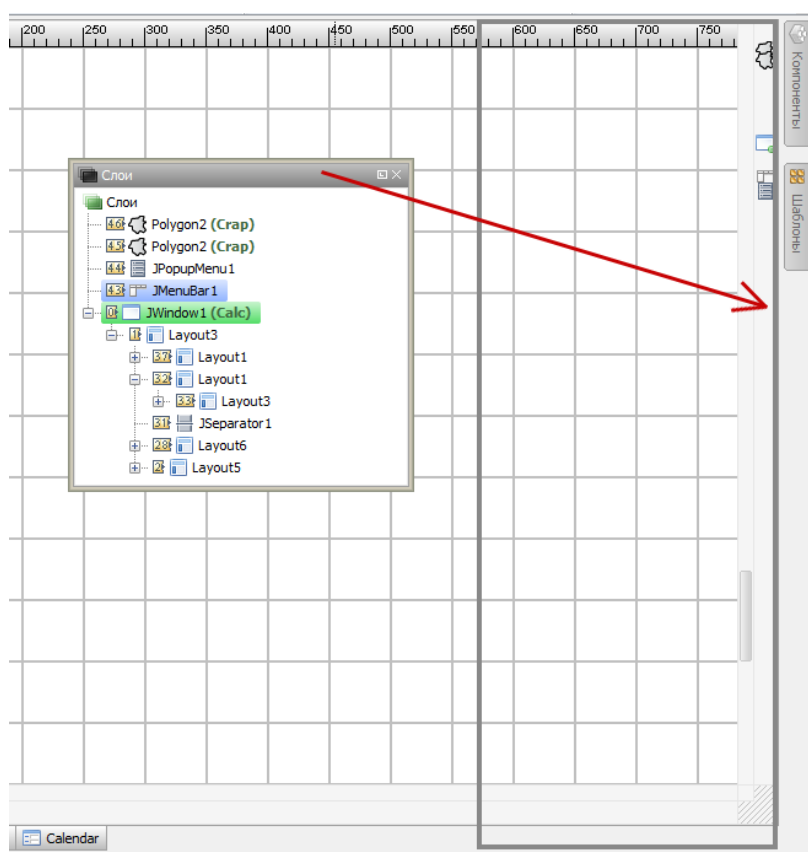 200 250 300 350 400 450 500 550 600 650 700 750
Компоненты
Шаблоны
Слои
Слои
46 Polygon2 (Crap)
45 Polygon2 (Crap)
44 JPopupMenu1
43 JMenuBar1
0 JWindow1 (Calc)
1 Layout3
37 Layout1
32 Layout1
33 Layout3
31 JSeparator1
28 Layout6
2 Layout5
Calendar